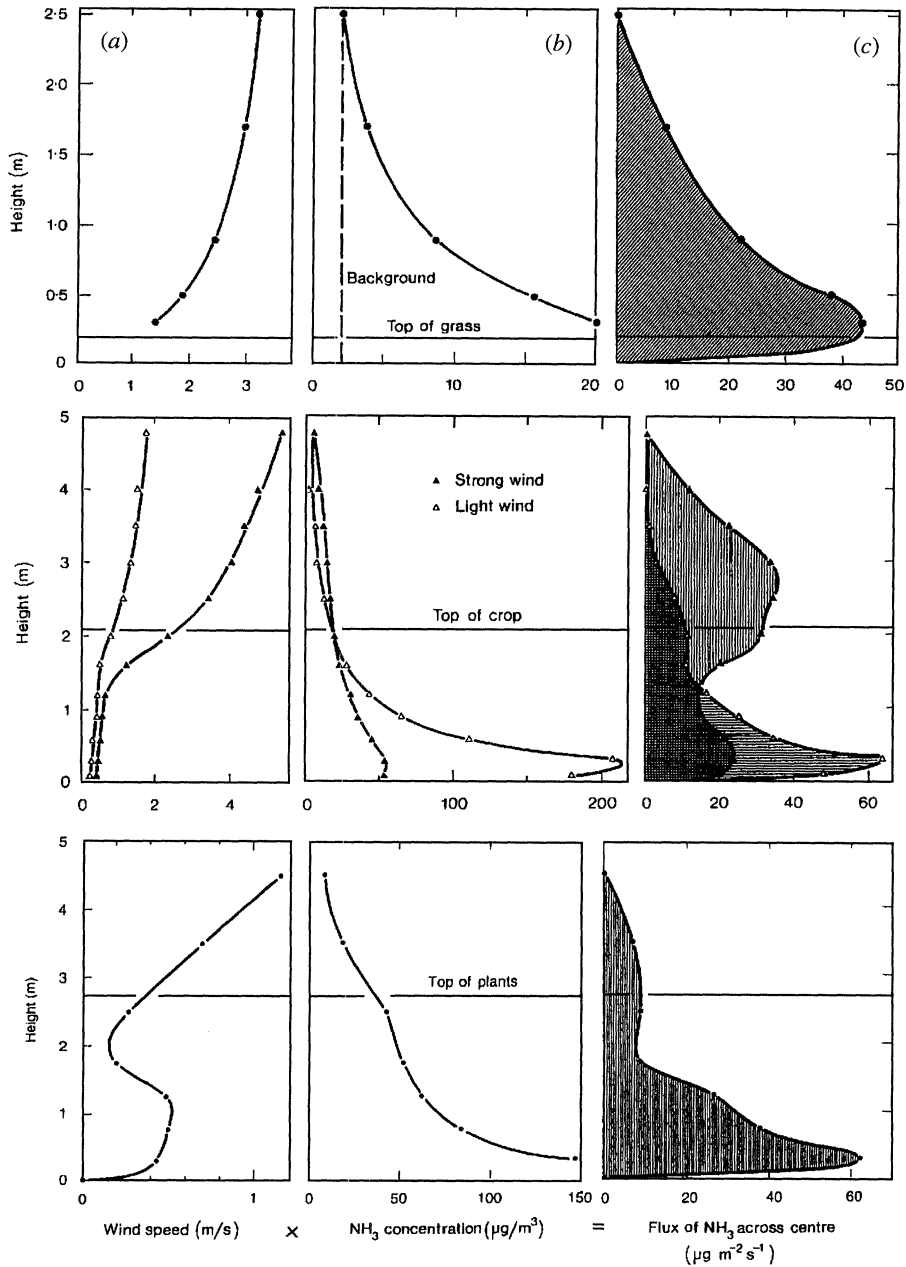 (a)
(b)
(c)
Height (m)
2·5
2·0
1·5
1·0
0·5
0
Background
Top of grass
0 1 2 3
0 10 20
0 10 20 30 40 50
Height (m)
5
4
3
2
1
0
▲ Strong wind
△ Light wind
Top of crop
0 2 4
0 100 200
0 20 40 60
Height (m)
5
4
3
2
1
0
Top of plants
0 1
0 50 100 150
0 20 40 60
Wind speed (m/s) × NH₃ concentration (µg/m³) = Flux of NH₃ across centre
(µg m⁻² s⁻¹)